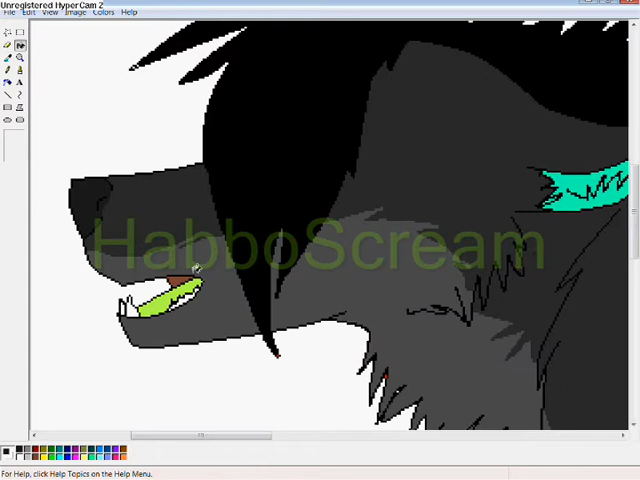 Unregistered HyperCam 2
File Edit View Image Colors Help
HabboScream
For Help, click Help Topics on the Help Menu.